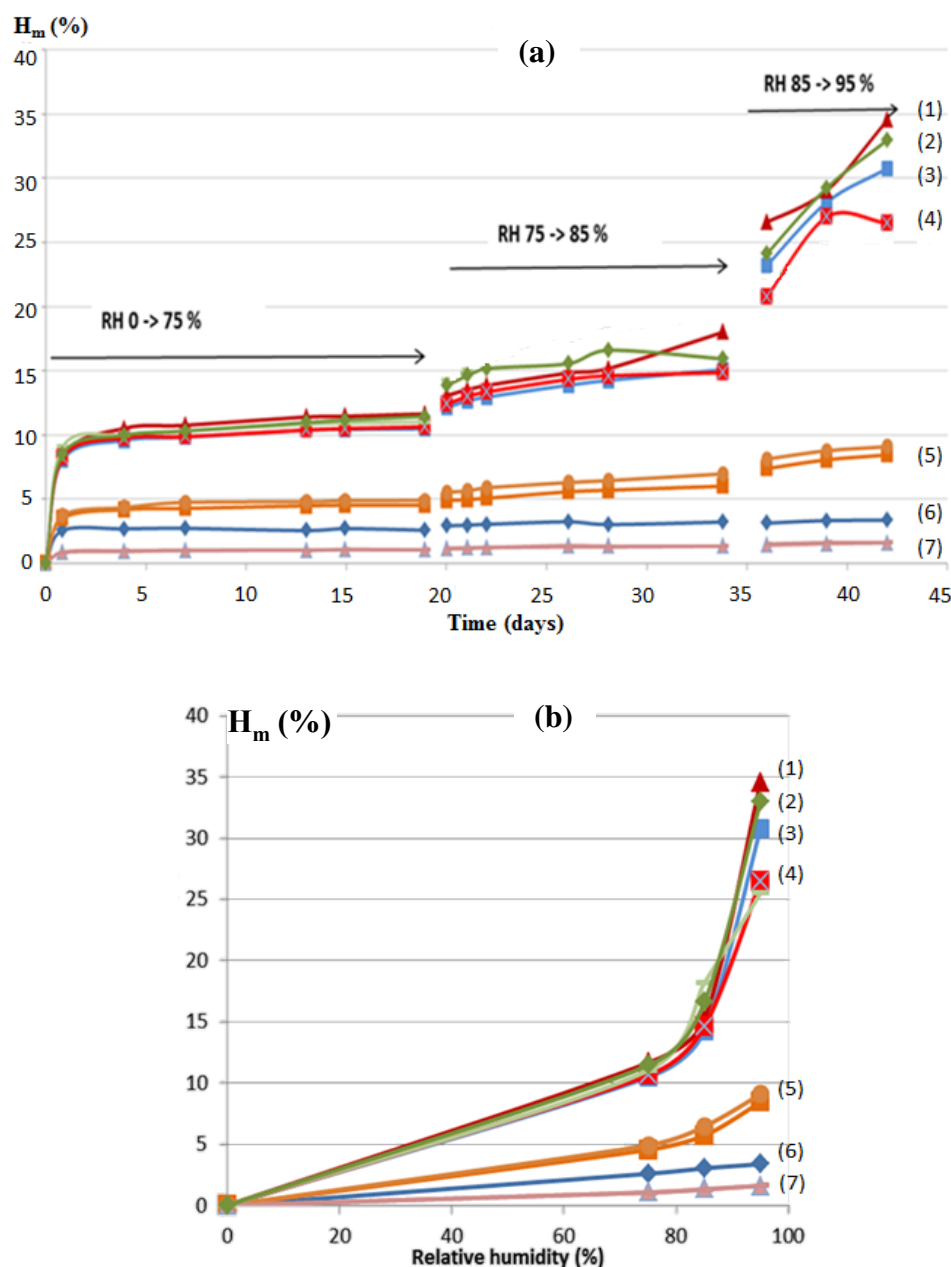 H_m (%)
(a)
40
35
30
25
20
15
10
5
0
RH 0 -> 75 %
RH 75 -> 85 %
RH 85 -> 95 %
(1)
(2)
(3)
(4)
(5)
(6)
(7)
0 5 10 15 20 25 30 35 40 45
Time (days)
H_m (%)
(b)
40
35
30
25
20
15
10
5
0
(1)
(2)
(3)
(4)
(5)
(6)
(7)
0 20 40 60 80 100
Relative humidity (%)